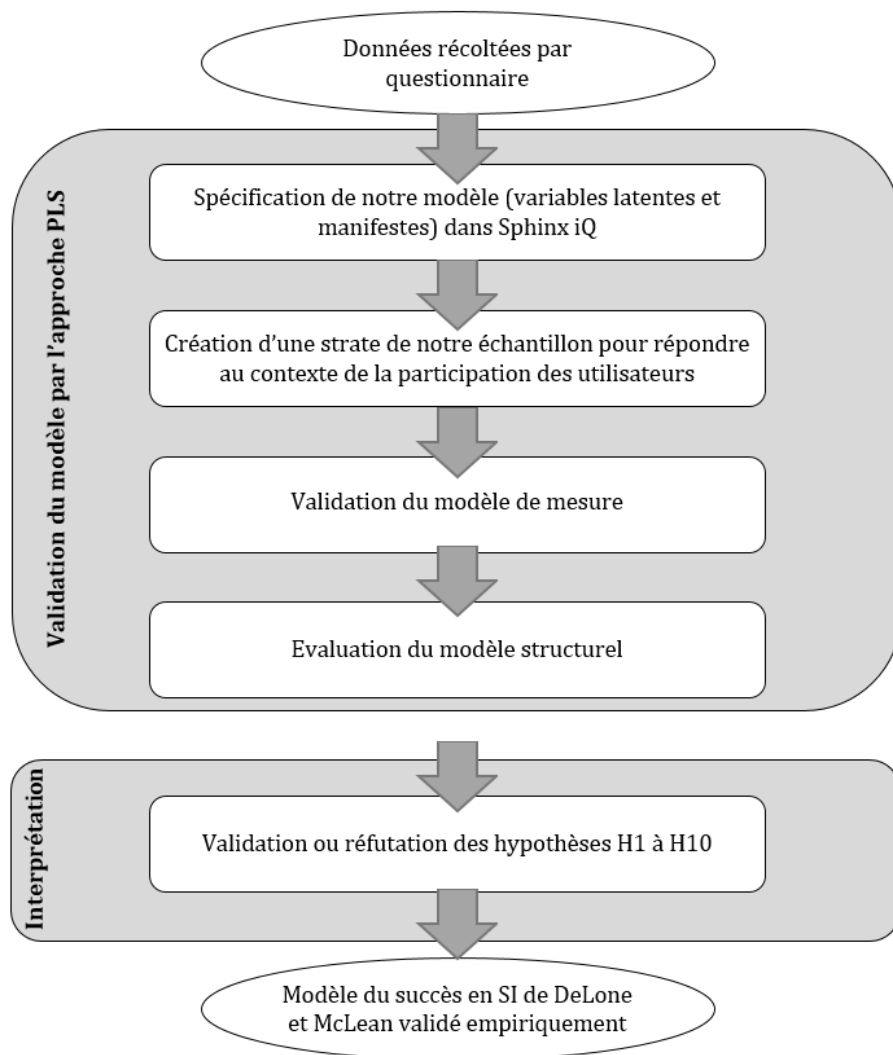 Données récoltées par
questionnaire
Validation du modèle par l'approche PLS
Spécification de notre modèle (variables latentes et
manifestes) dans Sphinx iQ
Création d'une strate de notre échantillon pour répondre
au contexte de la participation des utilisateurs
Validation du modèle de mesure
Evaluation du modèle structurel
Interprétation
Validation ou réfutation des hypothèses H1 à H10
Modèle du succès en SI de DeLone
et McLean validé empiriquement